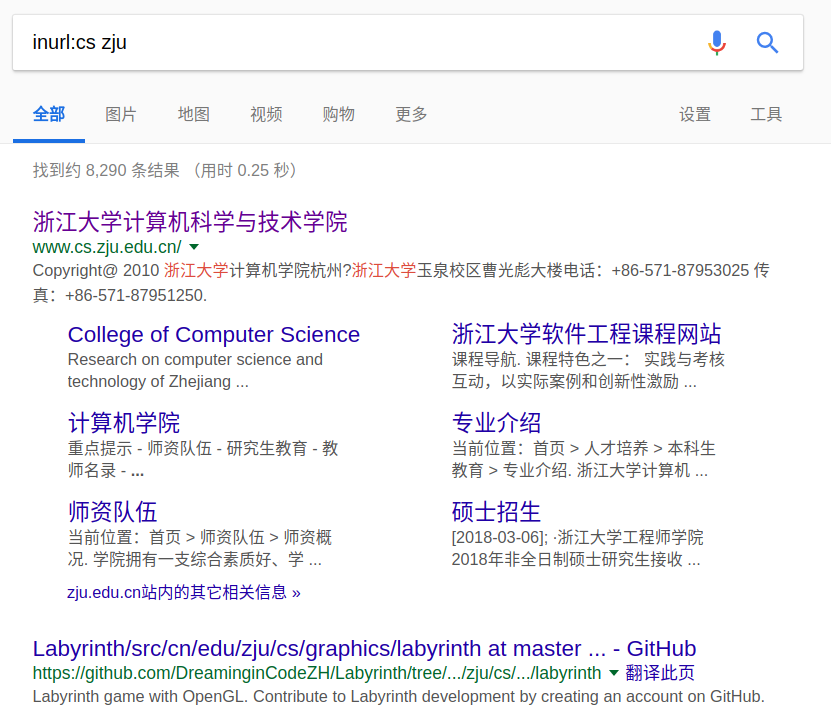 inurl:cs zju
全部 图片 地图 视频 购物 更多 设置 工具
找到约 8,290 条结果 （用时 0.25 秒）
浙江大学计算机科学与技术学院
www.cs.zju.edu.cn/
Copyright@ 2010 浙江大学计算机学院杭州?浙江大学玉泉校区曹光彪大楼电话：+86-571-87953025 传
真：+86-571-87951250.
College of Computer Science
Research on computer science and
technology of Zhejiang ...
浙江大学软件工程课程网站
课程导航. 课程特色之一： 实践与考核
互动，以实际案例和创新性激励 ...
计算机学院
重点提示 - 师资队伍 - 研究生教育 - 教
师名录 - ...
专业介绍
当前位置：首页 > 人才培养 > 本科生
教育 > 专业介绍. 浙江大学计算机 ...
师资队伍
当前位置：首页 > 师资队伍 > 师资概
况. 学院拥有一支综合素质好、学 ...
硕士招生
[2018-03-06]; ·浙江大学工程师学院
2018年非全日制硕士研究生接收 ...
zju.edu.cn站内的其它相关信息 »
Labyrinth/src/cn/edu/zju/cs/graphics/labyrinth at master ... - GitHub
https://github.com/DreaminginCodeZH/Labyrinth/tree/.../zju/cs/.../labyrinth 翻译此页
Labyrinth game with OpenGL. Contribute to Labyrinth development by creating an account on GitHub.